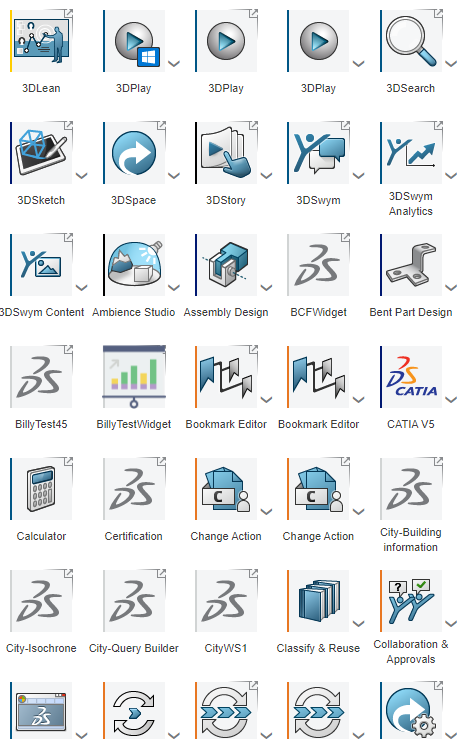 3DLean
3DPlay
3DPlay
3DPlay
3DSearch
3DSketch
3DSpace
3DStory
3DSwym
3DSwym
Analytics
3DSwym Content
Ambience Studio
Assembly Design
BCFWidget
Bent Part Design
BillyTest45
BillyTestWidget
Bookmark Editor
Bookmark Editor
CATIA
CATIA V5
Calculator
Certification
C
Change Action
C
Change Action
City-Building
information
City-Isochrone
City-Query Builder
CityWS1
Classify & Reuse
?
Collaboration &
Approvals